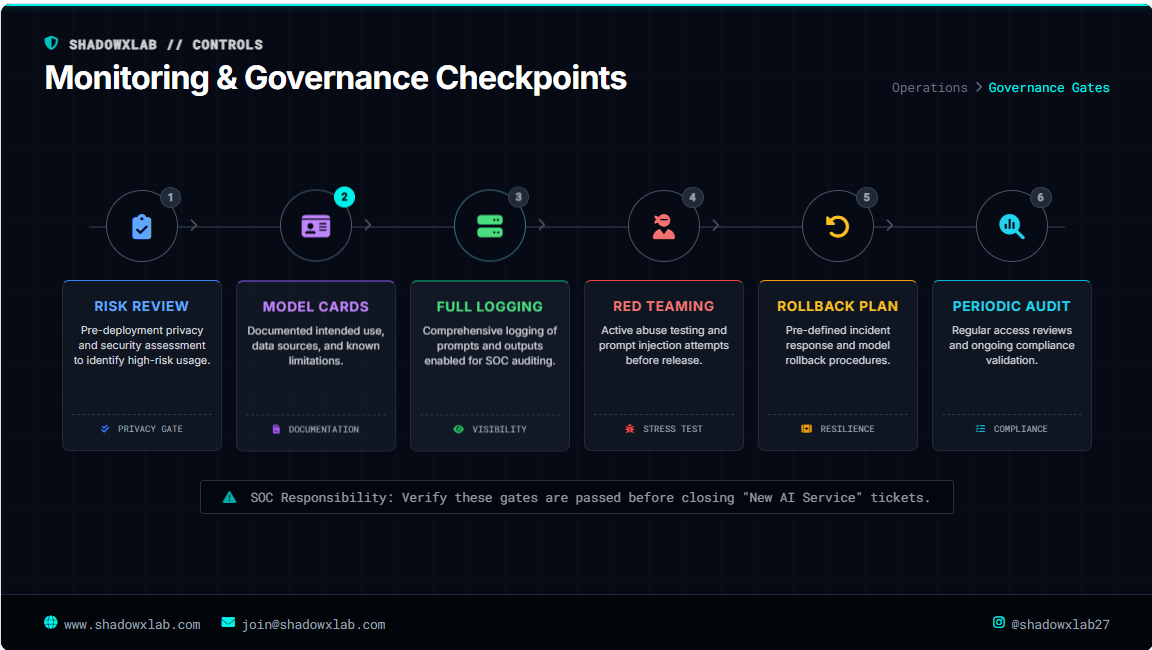 SHADOWXLAB // CONTROLS
Monitoring & Governance Checkpoints
Operations > Governance Gates
1
2
3
4
5
6
RISK REVIEW
Pre-deployment privacy
and security assessment
to identify high-risk usage.
PRIVACY GATE
MODEL CARDS
Documented intended use,
data sources, and known
limitations.
DOCUMENTATION
FULL LOGGING
Comprehensive logging of
prompts and outputs
enabled for SOC auditing.
VISIBILITY
RED TEAMING
Active abuse testing and
prompt injection attempts
before release.
STRESS TEST
ROLLBACK PLAN
Pre-defined incident
response and model
rollback procedures.
RESILIENCE
PERIODIC AUDIT
Regular access reviews
and ongoing compliance
validation.
COMPLIANCE
SOC Responsibility: Verify these gates are passed before closing "New AI Service" tickets.
www.shadowxlab.com
join@shadowxlab.com
@shadowxlab27